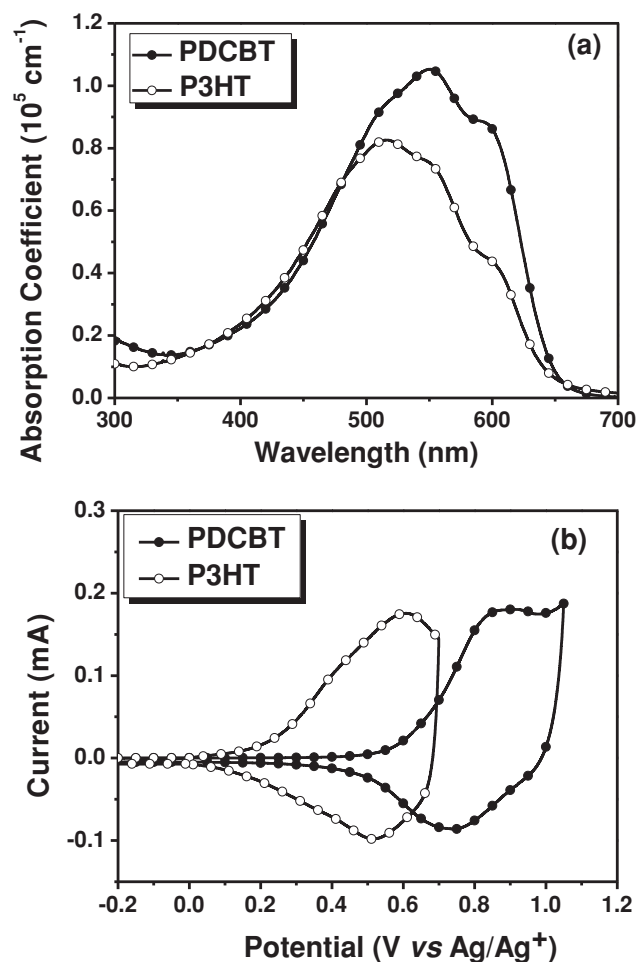 1.2
1.0
0.8
0.6
0.4
0.2
0.0
Absorption Coefficient (10⁵ cm⁻¹)
PDCBT
P3HT
(a)
300 400 500 600 700
Wavelength (nm)
0.3
0.2
0.1
0.0
-0.1
Current (mA)
PDCBT
P3HT
(b)
-0.2 0.0 0.2 0.4 0.6 0.8 1.0 1.2
Potential (V vs Ag/Ag⁺)